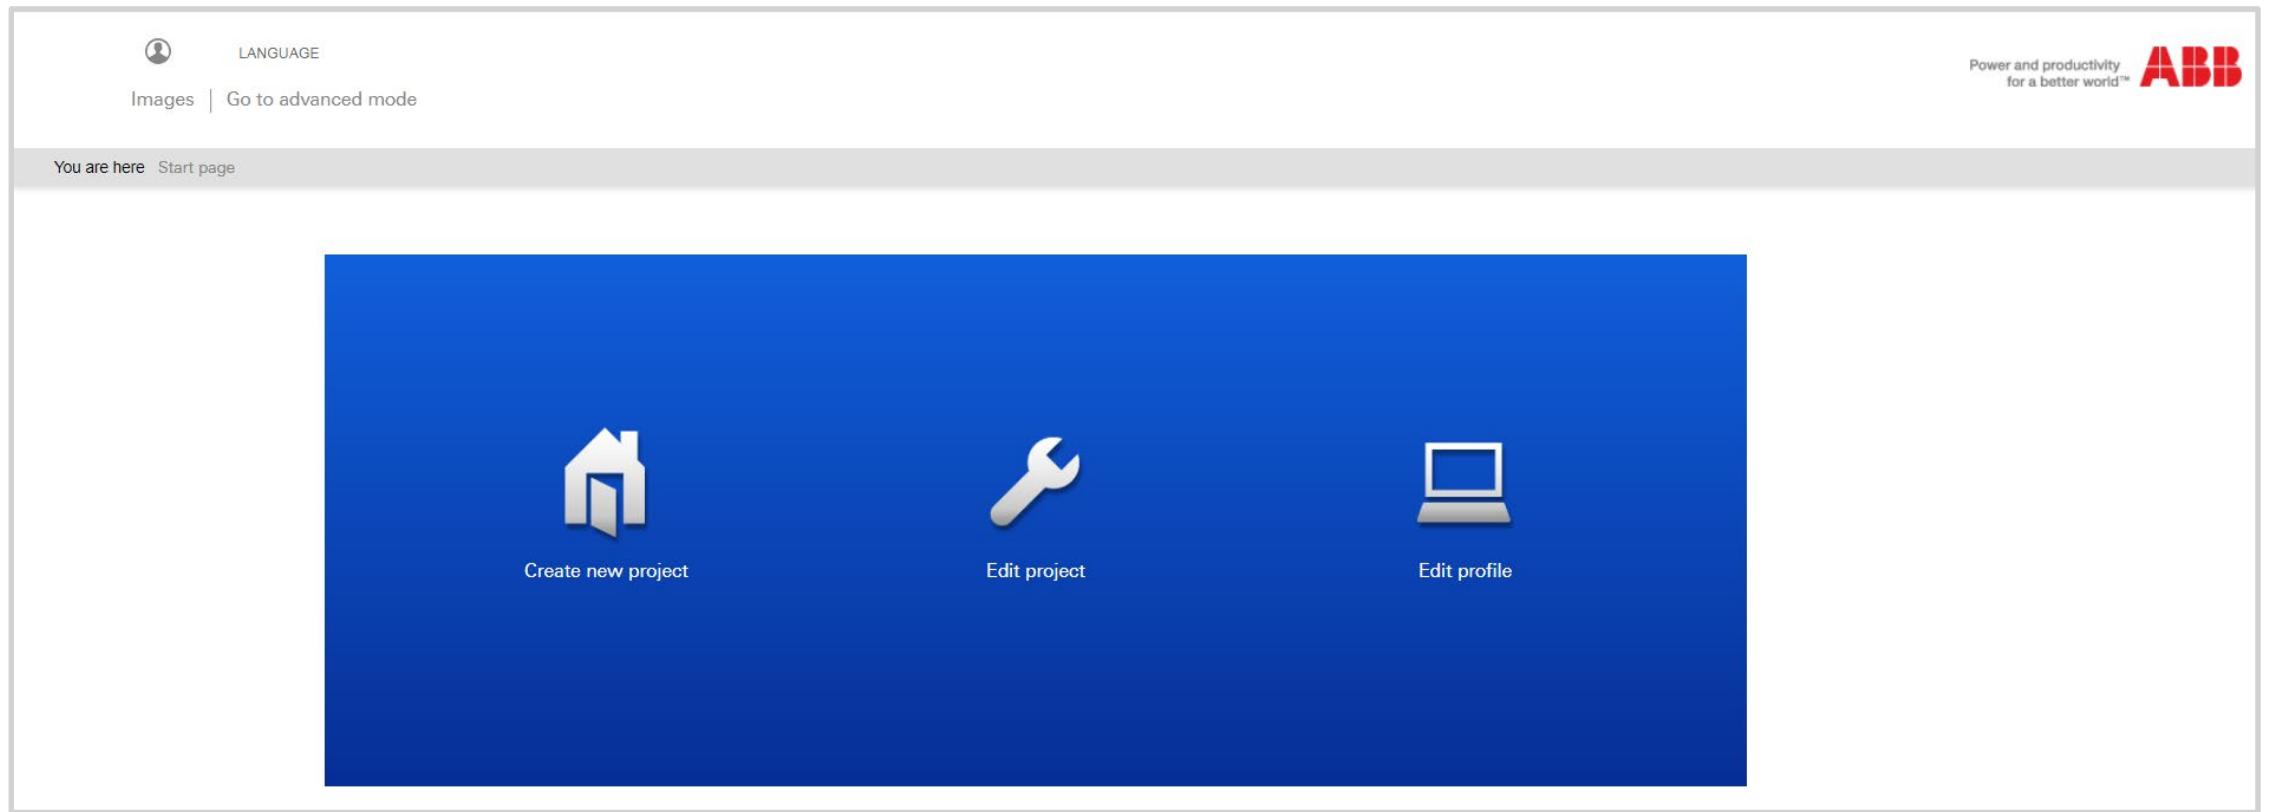 LANGUAGE
Images | Go to advanced mode
Power and productivity
for a better world™
ABB
You are here Start page
Create new project
Edit project
Edit profile